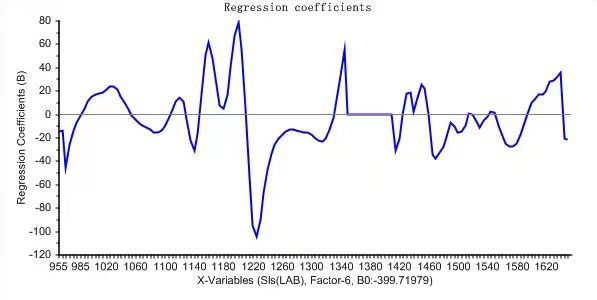 Regression coefficients
80
60
40
20
0
-20
-40
-60
-80
-100
-120
Regression Coefficients (B)
955 985 1020 1060 1100 1140 1180 1220 1260 1300 1340 1380 1420 1460 1500 1540 1580 1620
X-Variables (Sls(LAB), Factor-6, B0:-399.71979)